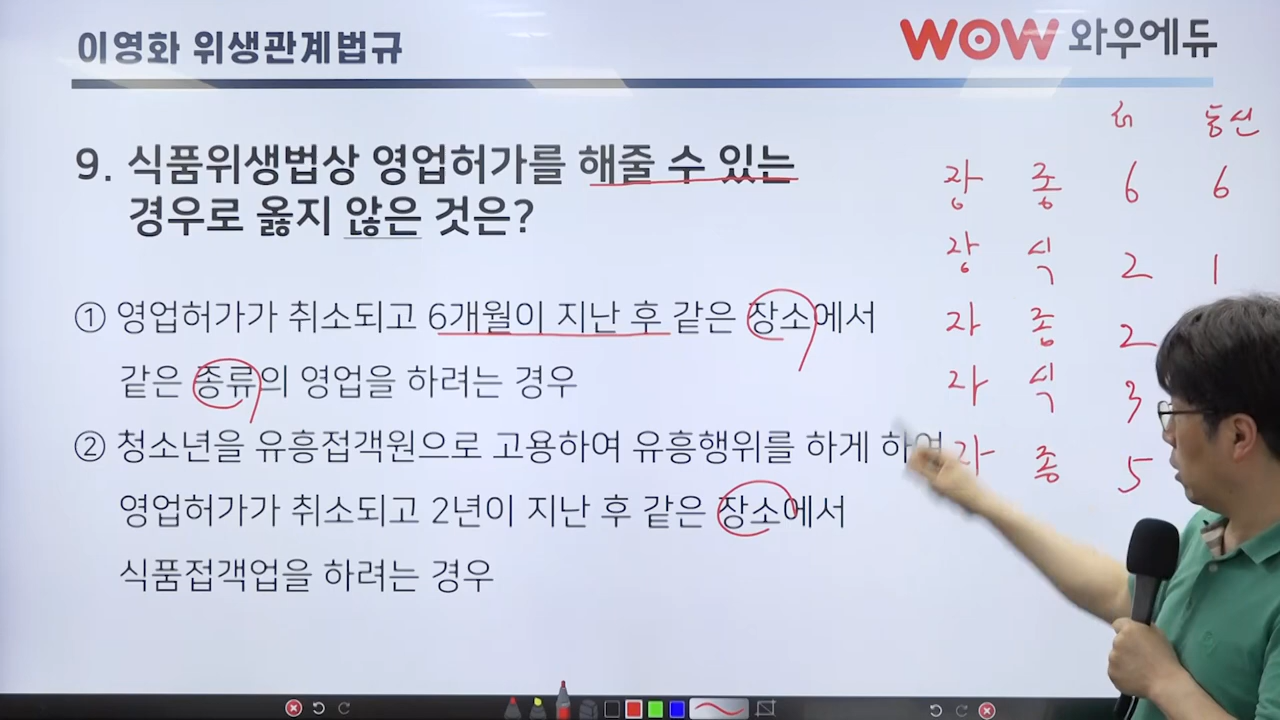 이영화 위생관계법규
WOW 와우에듀
9. 식품위생법상 영업허가를 해줄 수 있는
경우로 옳지 않은 것은?
① 영업허가가 취소되고 6개월이 지난 후 같은 장소에서
같은 종류의 영업을 하려는 경우
② 청소년을 유흥접객원으로 고용하여 유흥행위를 하게 하여
영업허가가 취소되고 2년이 지난 후 같은 장소에서
식품접객업을 하려는 경우
허 등신
장 종 6 6
장 식 2 1
자 종 2
자 식 3
자 종 5